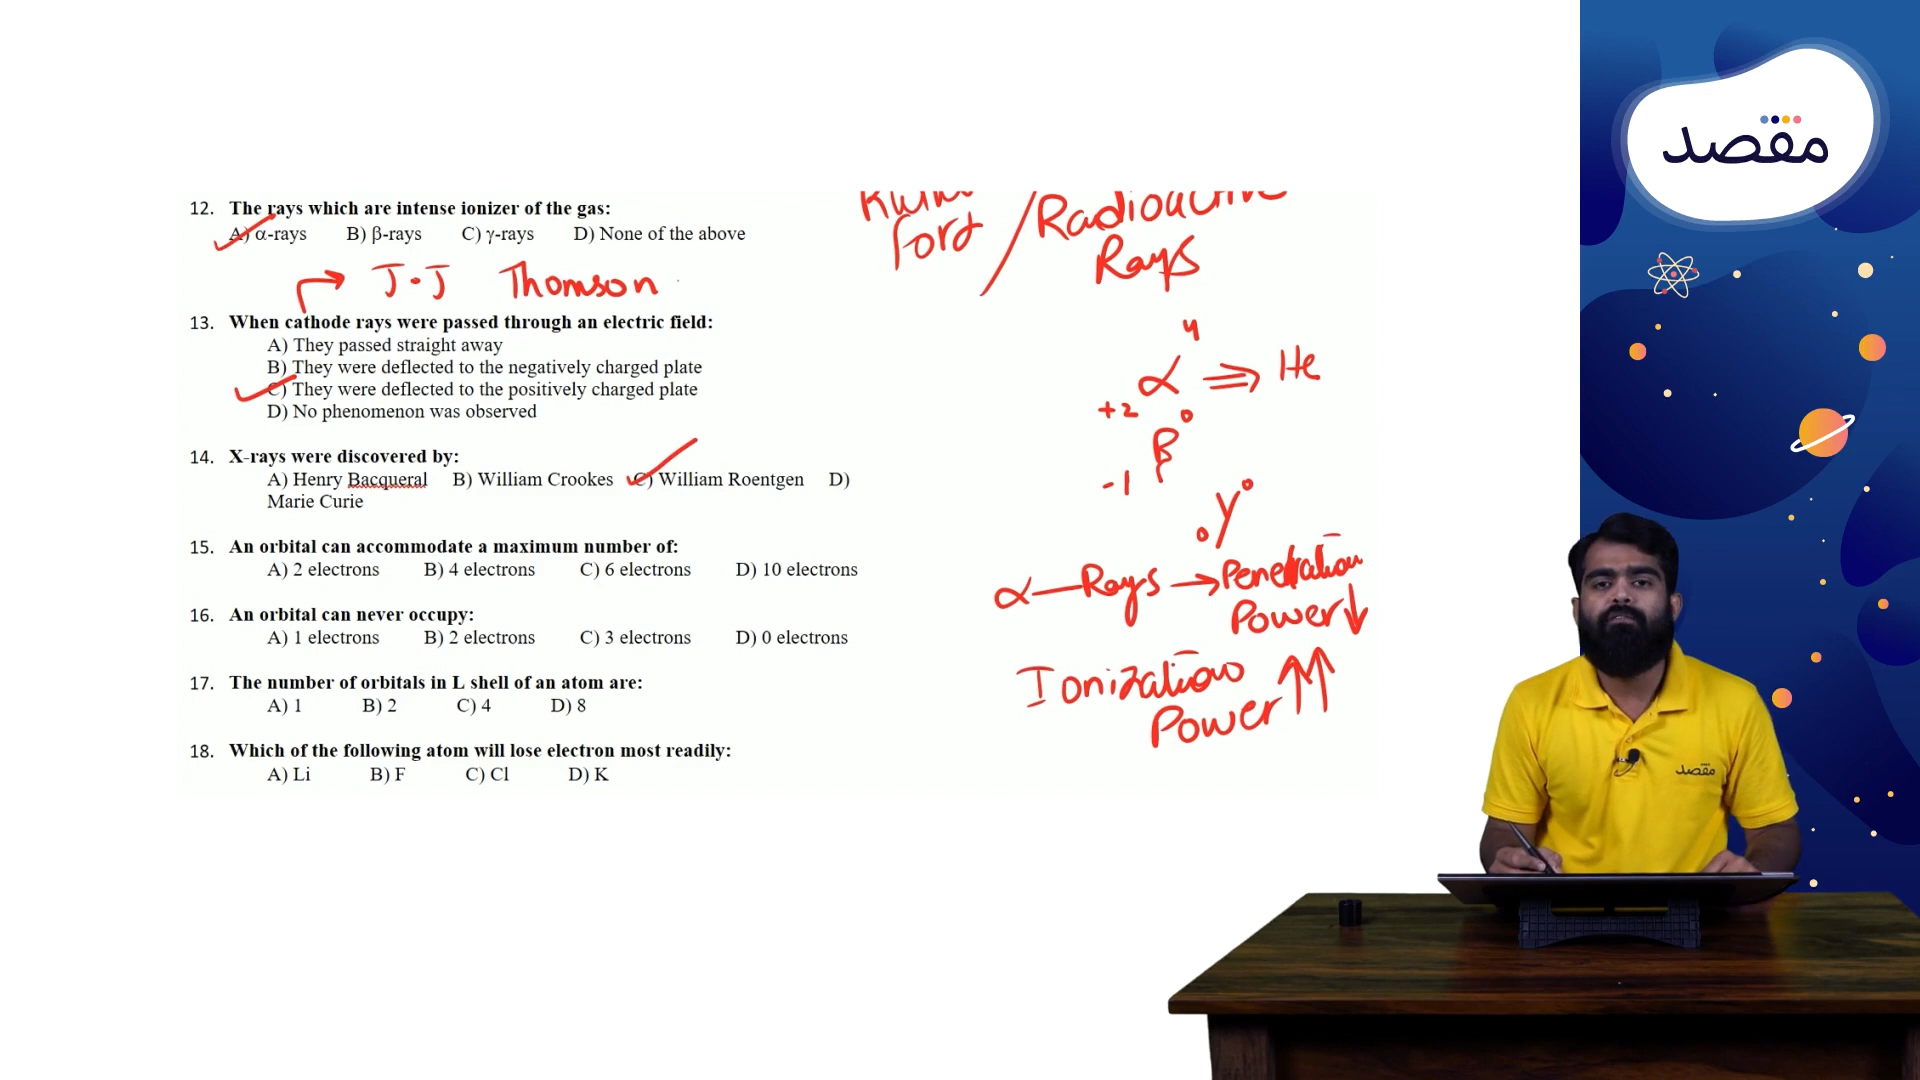 12. The rays which are intense ionizer of the gas:
A) α-rays B) β-rays C) γ-rays D) None of the above
J.J Thomson
13. When cathode rays were passed through an electric field:
A) They passed straight away
B) They were deflected to the negatively charged plate
C) They were deflected to the positively charged plate
D) No phenomenon was observed
14. X-rays were discovered by:
A) Henry Bacqueral B) William Crookes C) William Roentgen D)
Marie Curie
15. An orbital can accommodate a maximum number of:
A) 2 electrons B) 4 electrons C) 6 electrons D) 10 electrons
16. An orbital can never occupy:
A) 1 electrons B) 2 electrons C) 3 electrons D) 0 electrons
17. The number of orbitals in L shell of an atom are:
A) 1 B) 2 C) 4 D) 8
18. Which of the following atom will lose electron most readily:
A) Li B) F C) Cl D) K
ford / Radioactive
Rays
4
α ⇒ He
+2
0
β
-1
0
γ
0
α—Rays → Penetration
Power ↓
Ionization ↑↑
Power
مقصد
مقصد